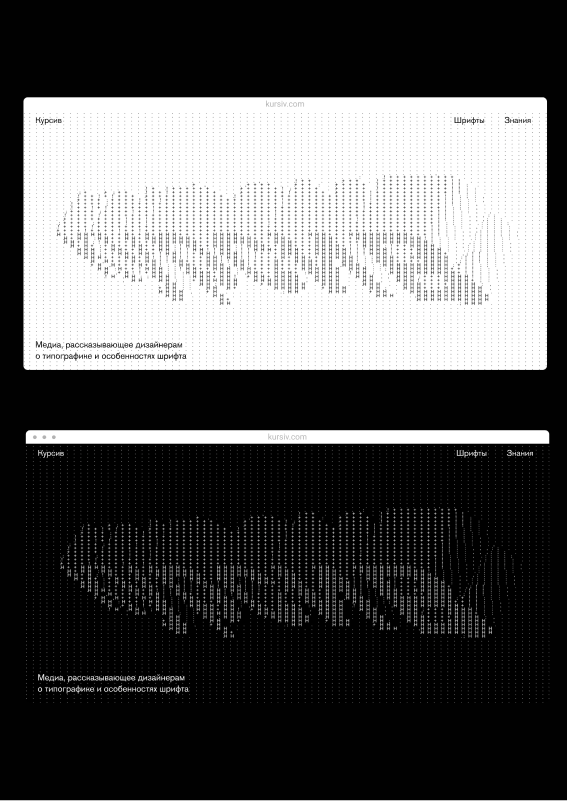 kursiv.com
Курсив
Шрифты
Знания
Медиа, рассказывающее дизайнерам
о типографике и особенностях шрифта
kursiv.com
Курсив
Шрифты
Знания
Медиа, рассказывающее дизайнерам
о типографике и особенностях шрифта